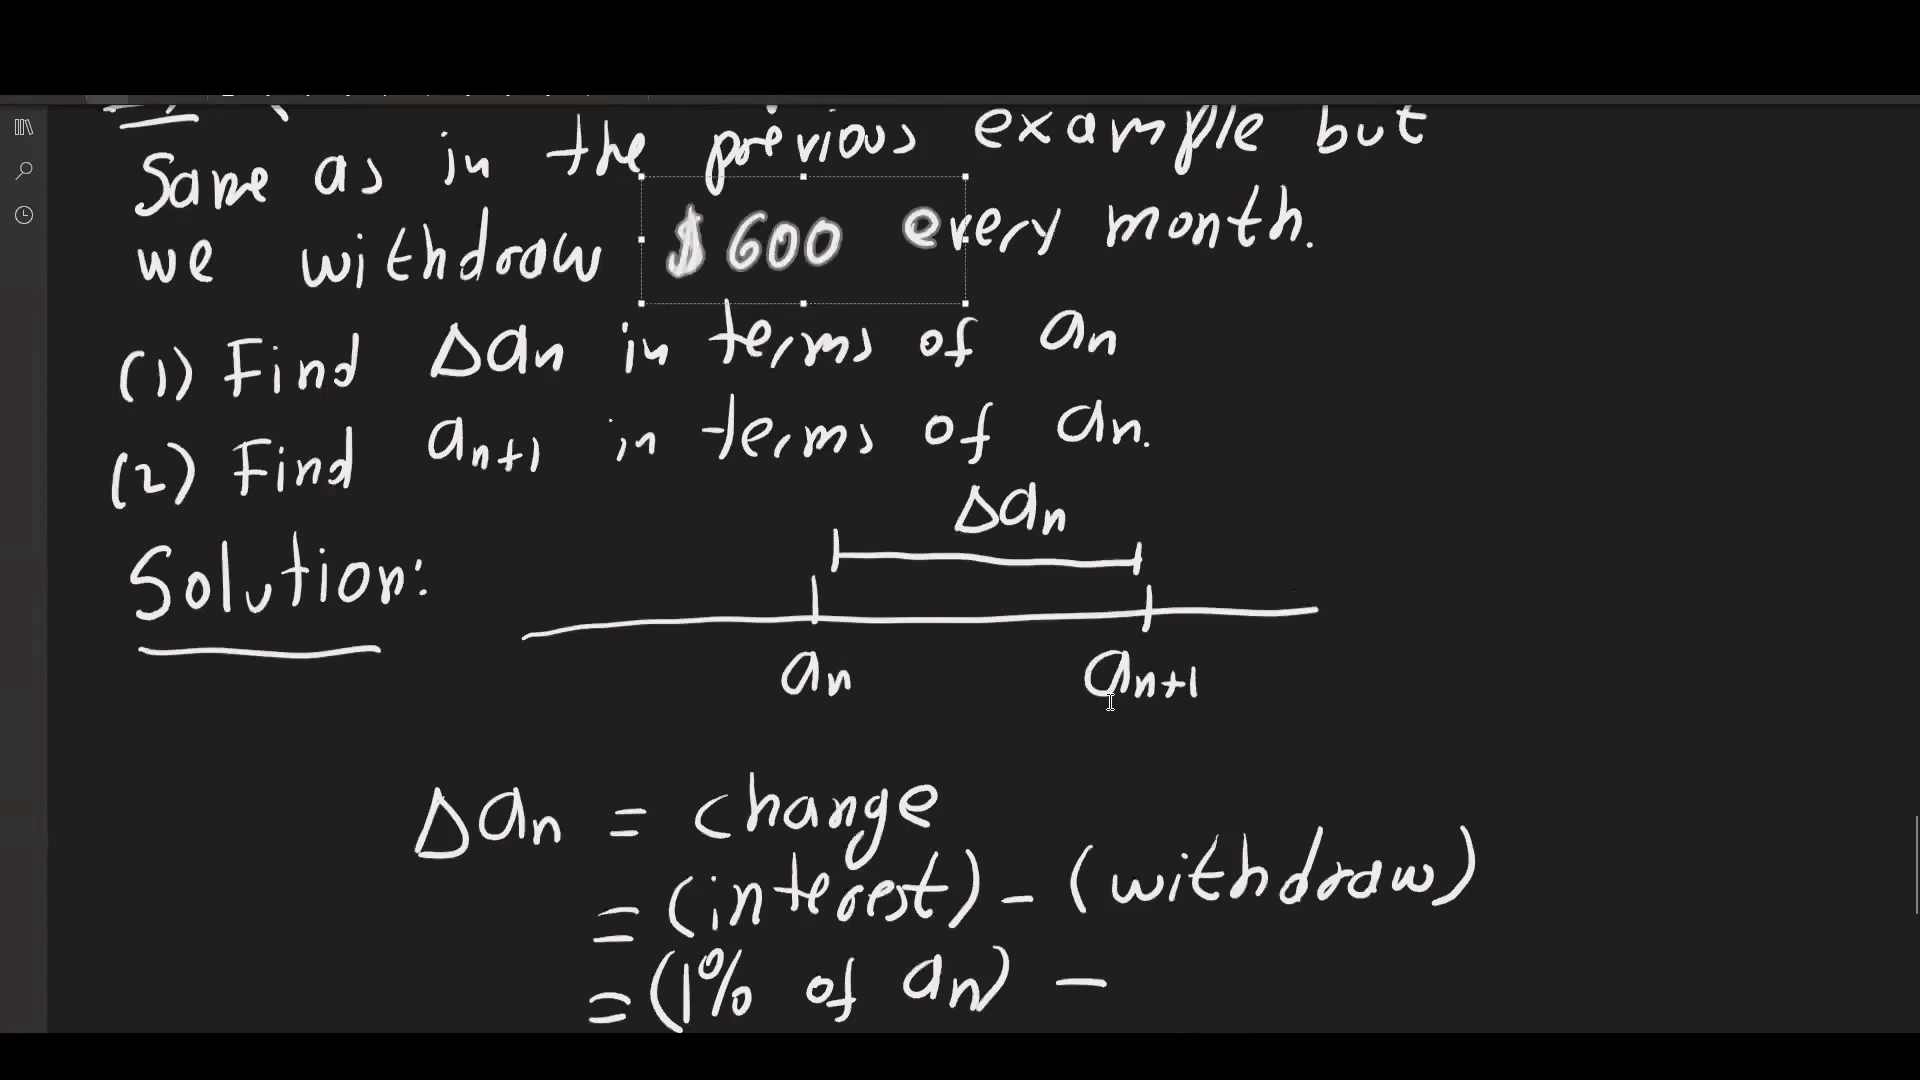 Same as in the previous example but
we withdraw $600 every month.
(1) Find Δan in terms of an
(2) Find an+1 in terms of an.
Δan
Solution:
an an+1
Δan = change
= (interest) - (withdraw)
= (1% of an) -